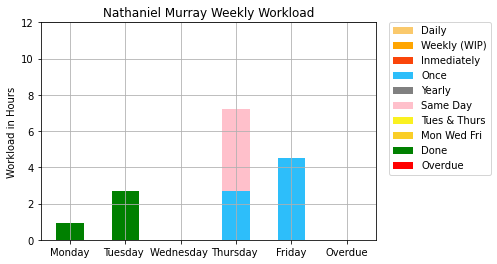 Nathaniel Murray Weekly Workload
Workload in Hours
12
10
8
6
4
2
0
Monday Tuesday Wednesday Thursday Friday Overdue
Daily
Weekly (WIP)
Inmediately
Once
Yearly
Same Day
Tues & Thurs
Mon Wed Fri
Done
Overdue